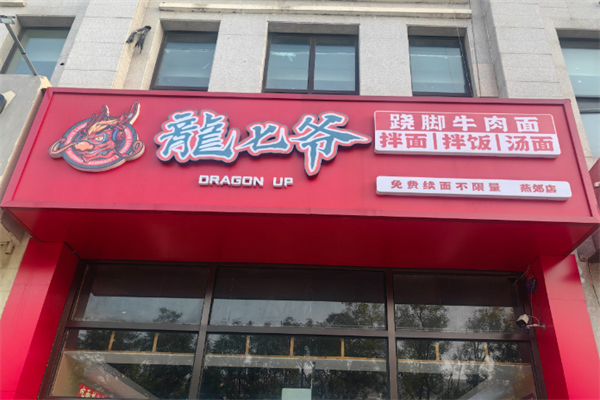 龍七爷
DRAGON UP
跷脚牛肉面
拌面|拌饭|汤面
免费续面不限量 燕郊店